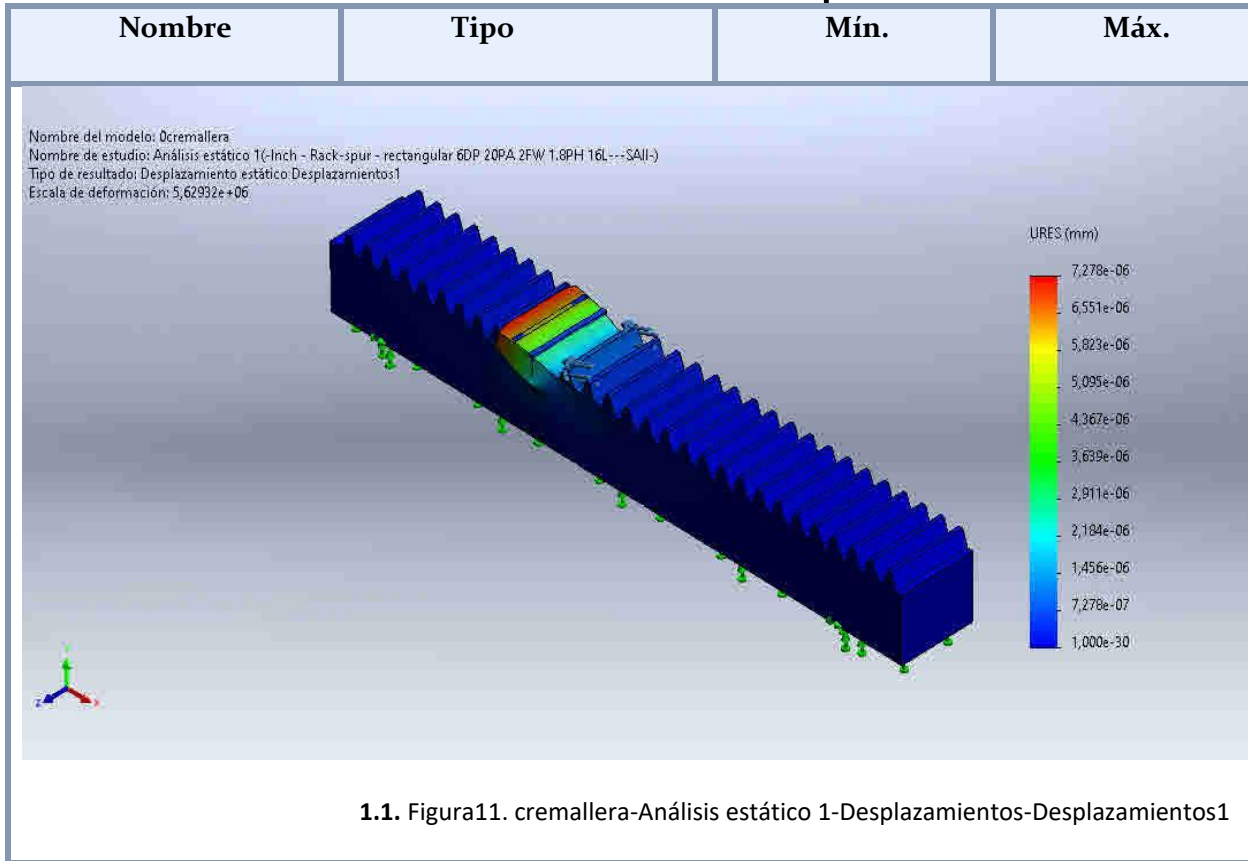 Nombre Tipo Mín. Máx.
Nombre del modelo: 0cremallera
Nombre de estudio: Análisis estático 1(-Inch - Rack-spur - rectangular 6DP 20PA 2FW 1.8PH 16L---SAll-)
Tipo de resultado: Desplazamiento estático Desplazamientos1
Escala de deformación: 5,62932e+06
URES (mm)
7,278e-06
6,551e-06
5,823e-06
5,095e-06
4,367e-06
3,639e-06
2,911e-06
2,184e-06
1,456e-06
7,278e-07
1,000e-30
Y
Z
X
1.1. Figura11. cremallera-Análisis estático 1-Desplazamientos-Desplazamientos1